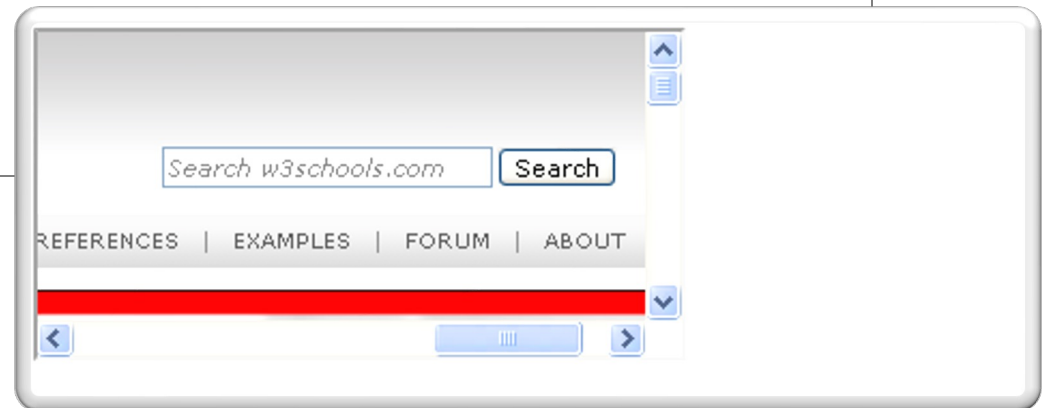 Search w3schools.com Search
REFERENCES | EXAMPLES | FORUM | ABOUT